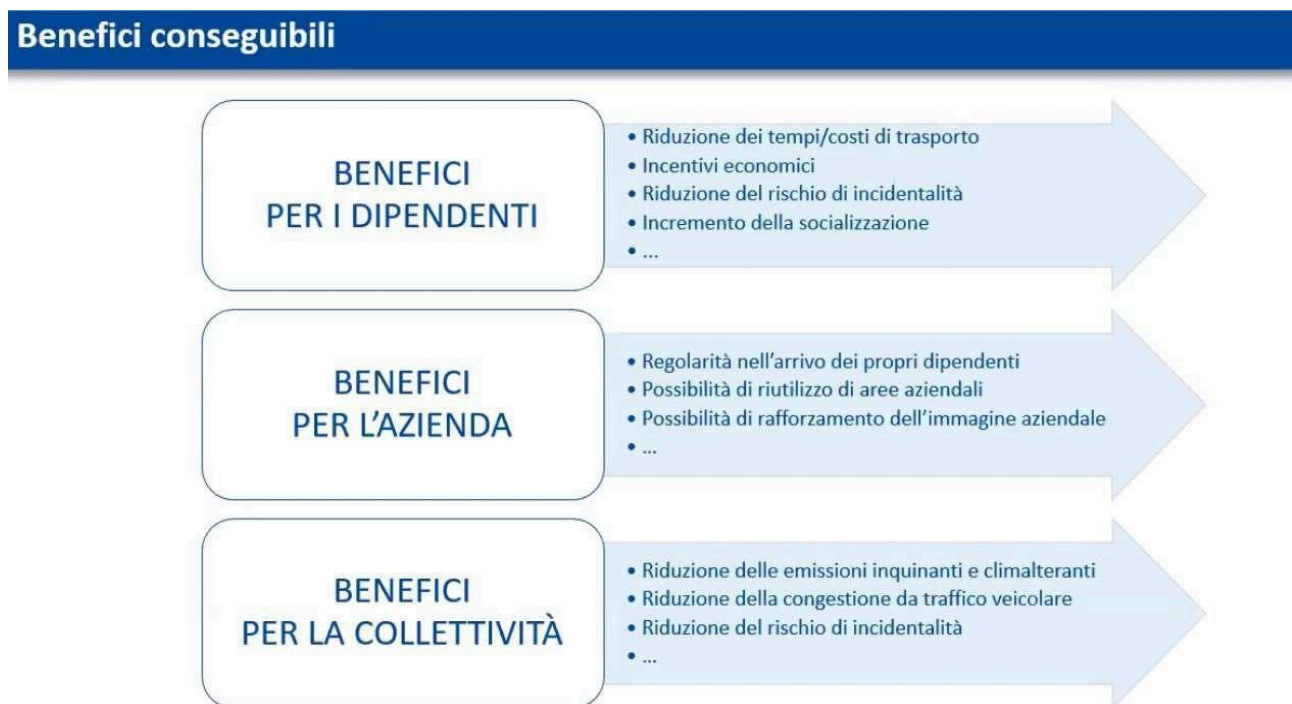 Benefici conseguibili
BENEFICI
PER I DIPENDENTI
• Riduzione dei tempi/costi di trasporto
• Incentivi economici
• Riduzione del rischio di incidentalità
• Incremento della socializzazione
• ...
BENEFICI
PER L'AZIENDA
• Regolarità nell'arrivo dei propri dipendenti
• Possibilità di riutilizzo di aree aziendali
• Possibilità di rafforzamento dell'immagine aziendale
• ...
BENEFICI
PER LA COLLETTIVITÀ
• Riduzione delle emissioni inquinanti e climalteranti
• Riduzione della congestione da traffico veicolare
• Riduzione del rischio di incidentalità
• ...